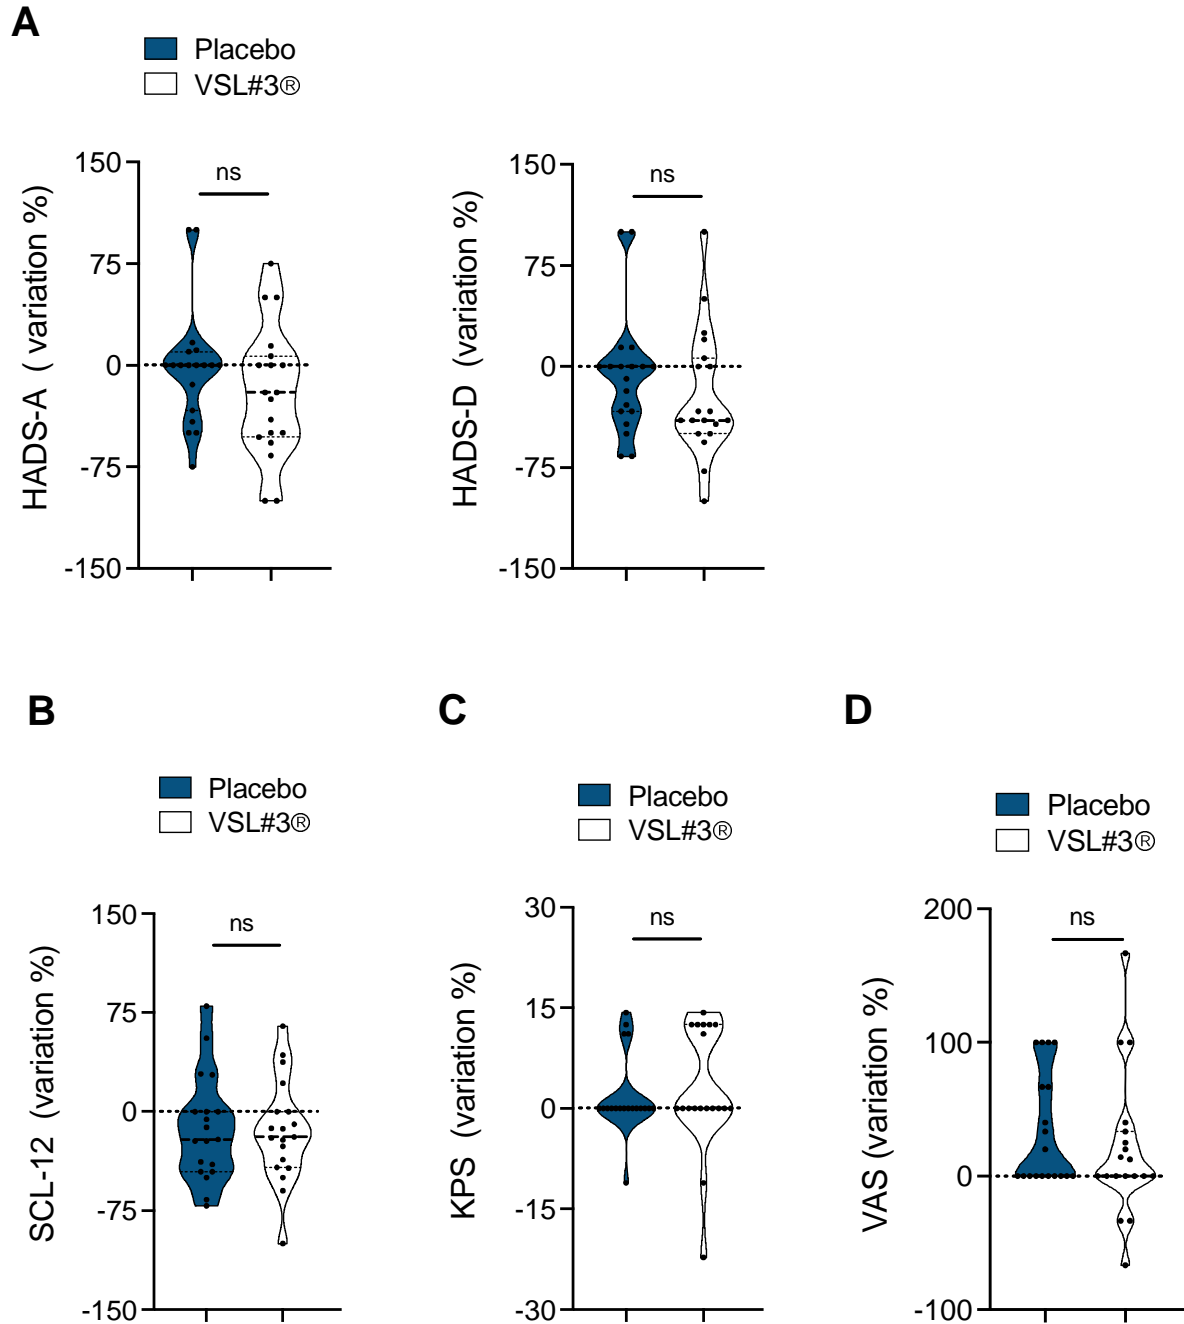 A
Placebo
VSL#3®
HADS-A ( variation %)
150
75
0
-75
-150
ns
HADS-D (variation %)
150
75
0
-75
-150
ns
B
Placebo
VSL#3®
SCL-12 (variation %)
150
75
0
-75
-150
ns
C
Placebo
VSL#3®
KPS (variation %)
30
15
0
-15
-30
ns
D
Placebo
VSL#3®
VAS (variation %)
200
100
0
-100
ns